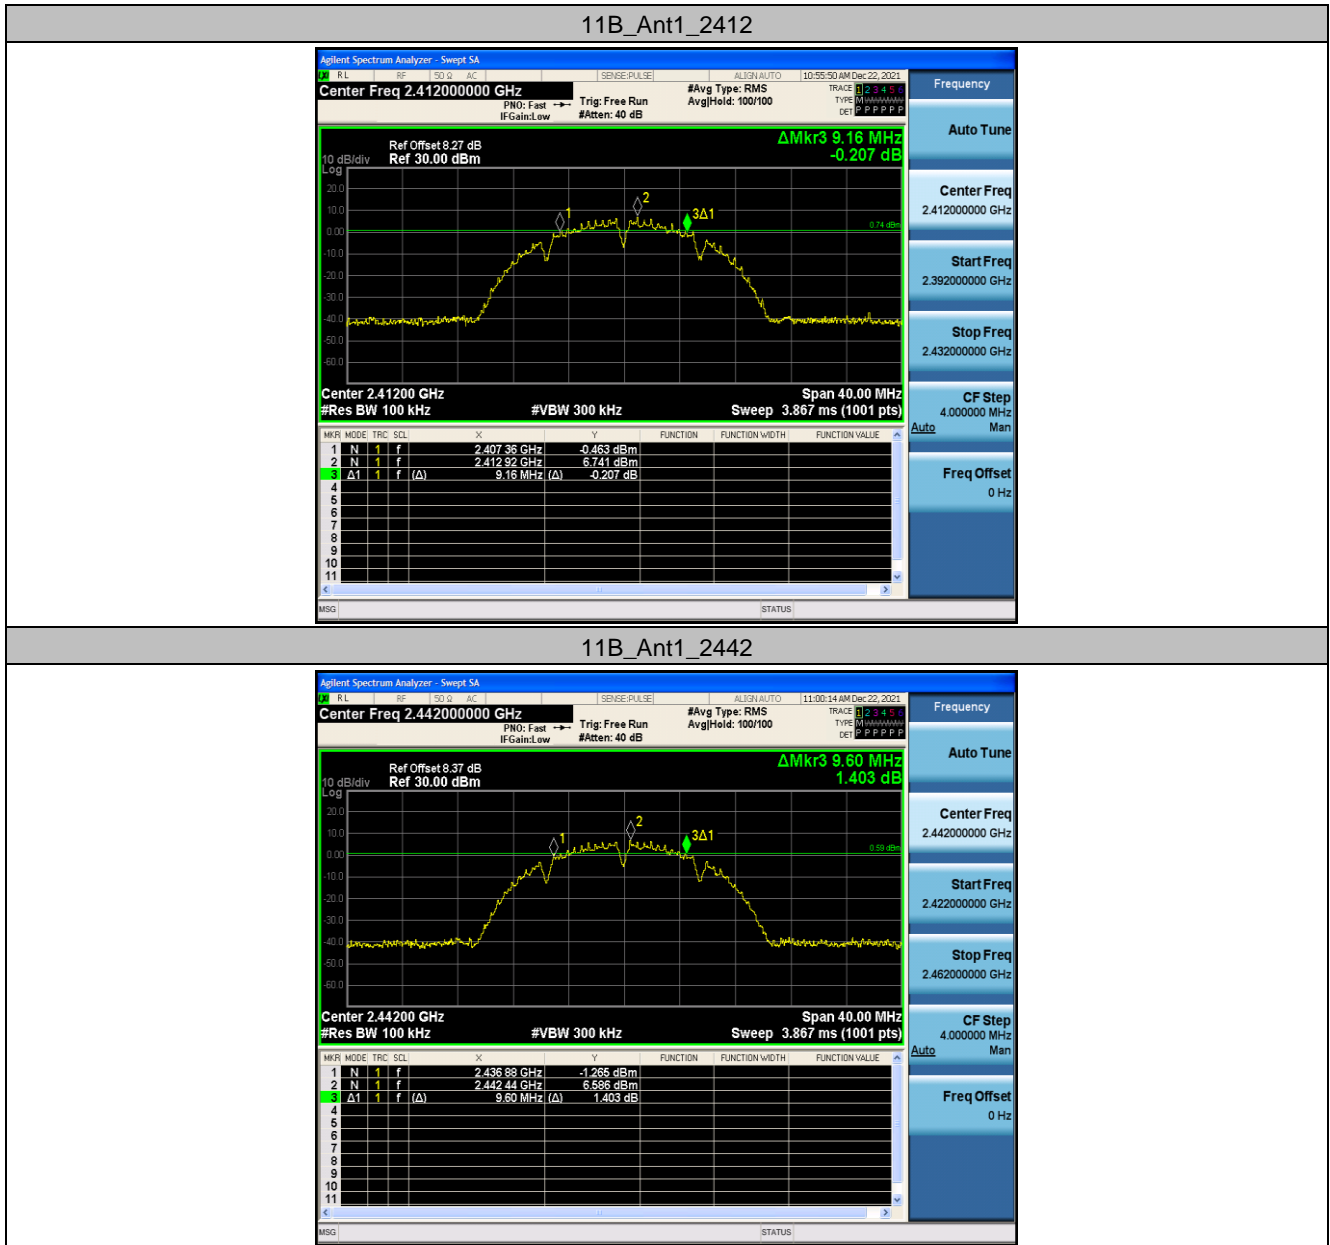 11B_Ant1_2412
Agilent Spectrum Analyzer - Swept SA
RL RF 50 Ω AC SENSE:PULSE ALIGN AUTO 10:55:50 AM Dec 22, 2021
Center Freq 2.412000000 GHz
PNO: Fast
IFGain:Low
Trig: Free Run
#Atten: 40 dB
#Avg Type: RMS
Avg|Hold: 100/100
TRACE 1 2 3 4 5 6
TYPE M
DET P P P P P P
ΔMkr3 9.16 MHz
-0.207 dB
Ref Offset 8.27 dB
10 dB/div Ref 30.00 dBm
Log
20.0
10.0
0.00
-10.0
-20.0
-30.0
-40.0
-50.0
-60.0
1
2
3Δ1
0.74 dBm
Center 2.41200 GHz Span 40.00 MHz
#Res BW 100 kHz #VBW 300 kHz Sweep 3.867 ms (1001 pts)
MKR MODE TRC SCL X Y FUNCTION FUNCTION WIDTH FUNCTION VALUE
1 N 1 f 2.407 36 GHz -0.463 dBm
2 N 1 f 2.412 92 GHz 6.741 dBm
3 Δ1 1 f (Δ) 9.16 MHz (Δ) -0.207 dB
4
5
6
7
8
9
10
11
MSG STATUS
Frequency
Auto Tune
Center Freq
2.412000000 GHz
Start Freq
2.392000000 GHz
Stop Freq
2.432000000 GHz
CF Step
4.000000 MHz
Auto Man
Freq Offset
0 Hz
11B_Ant1_2442
Agilent Spectrum Analyzer - Swept SA
RL RF 50 Ω AC SENSE:PULSE ALIGN AUTO 11:00:14 AM Dec 22, 2021
Center Freq 2.442000000 GHz
PNO: Fast
IFGain:Low
Trig: Free Run
#Atten: 40 dB
#Avg Type: RMS
Avg|Hold: 100/100
TRACE 1 2 3 4 5 6
TYPE M
DET P P P P P P
ΔMkr3 9.60 MHz
1.403 dB
Ref Offset 8.37 dB
10 dB/div Ref 30.00 dBm
Log
20.0
10.0
0.00
-10.0
-20.0
-30.0
-40.0
-50.0
-60.0
1
2
3Δ1
0.59 dBm
Center 2.44200 GHz Span 40.00 MHz
#Res BW 100 kHz #VBW 300 kHz Sweep 3.867 ms (1001 pts)
MKR MODE TRC SCL X Y FUNCTION FUNCTION WIDTH FUNCTION VALUE
1 N 1 f 2.436 88 GHz -1.265 dBm
2 N 1 f 2.442 44 GHz 6.586 dBm
3 Δ1 1 f (Δ) 9.60 MHz (Δ) 1.403 dB
4
5
6
7
8
9
10
11
MSG STATUS
Frequency
Auto Tune
Center Freq
2.442000000 GHz
Start Freq
2.422000000 GHz
Stop Freq
2.462000000 GHz
CF Step
4.000000 MHz
Auto Man
Freq Offset
0 Hz